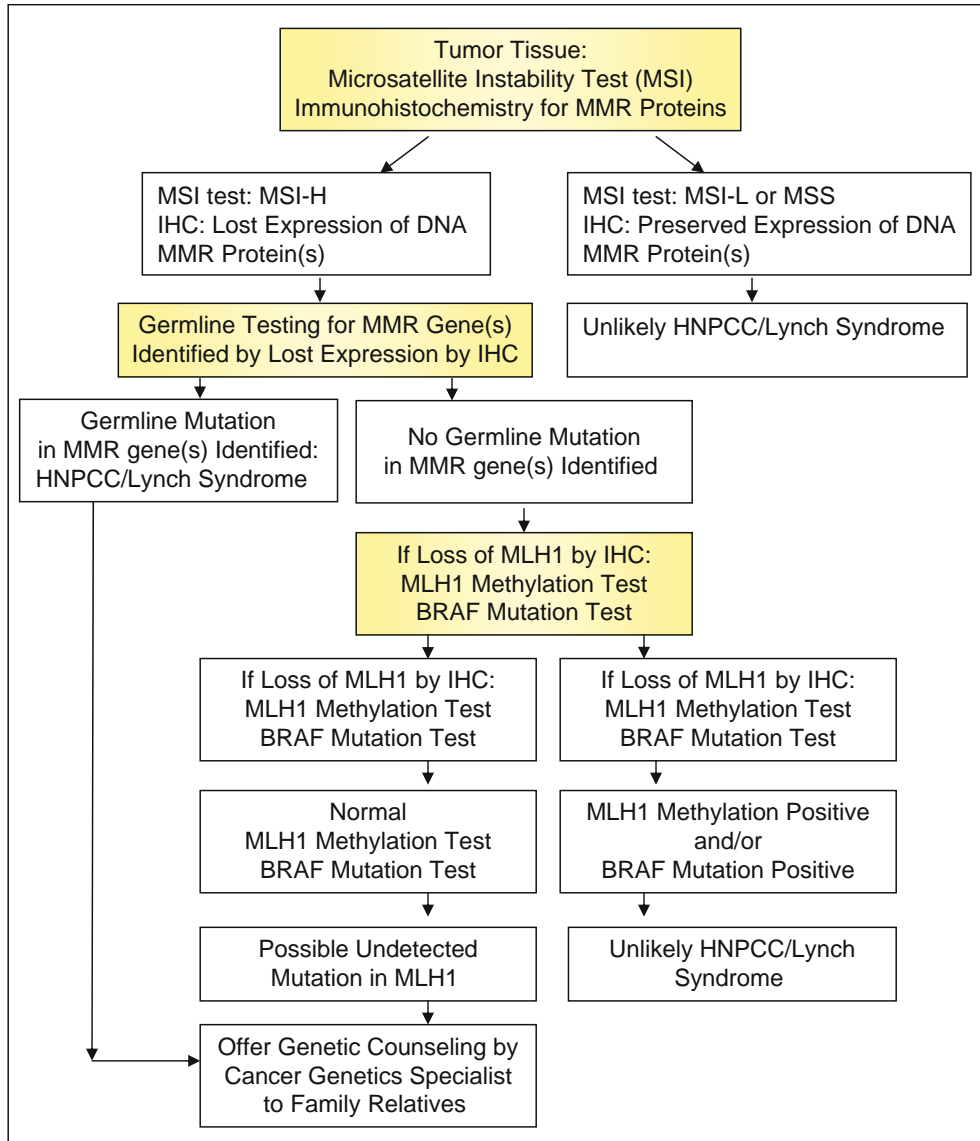 Tumor Tissue:
Microsatellite Instability Test (MSI)
Immunohistochemistry for MMR Proteins
MSI test: MSI-H
IHC: Lost Expression of DNA
MMR Protein(s)
MSI test: MSI-L or MSS
IHC: Preserved Expression of DNA
MMR Protein(s)
Germline Testing for MMR Gene(s)
Identified by Lost Expression by IHC
Unlikely HNPCC/Lynch Syndrome
Germline Mutation
in MMR gene(s) Identified:
HNPCC/Lynch Syndrome
No Germline Mutation
in MMR gene(s) Identified
If Loss of MLH1 by IHC:
MLH1 Methylation Test
BRAF Mutation Test
If Loss of MLH1 by IHC:
MLH1 Methylation Test
BRAF Mutation Test
If Loss of MLH1 by IHC:
MLH1 Methylation Test
BRAF Mutation Test
Normal
MLH1 Methylation Test
BRAF Mutation Test
MLH1 Methylation Positive
and/or
BRAF Mutation Positive
Possible Undetected
Mutation in MLH1
Unlikely HNPCC/Lynch
Syndrome
Offer Genetic Counseling by
Cancer Genetics Specialist
to Family Relatives